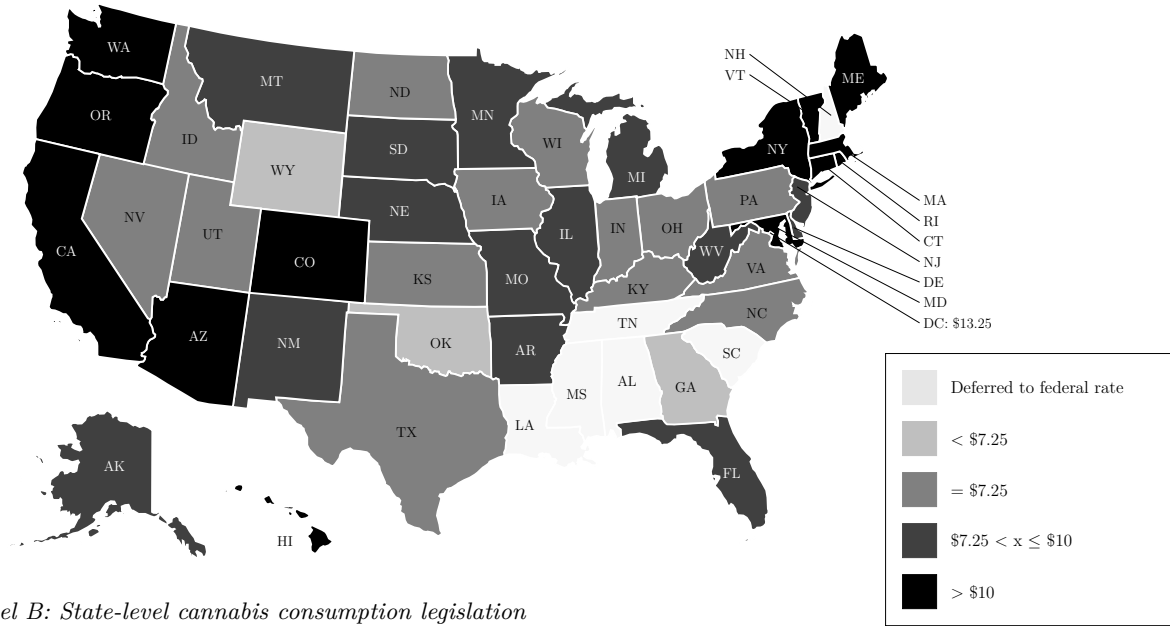 NH
VT
ME
WA
MT
ND
MN
OR
ID
SD
WI
NY
MI
WY
MA
NE
IA
PA
RI
NV
UT
IL
IN
OH
CT
CA
CO
WV
NJ
KS
MO
KY
VA
DE
MD
AZ
NM
OK
AR
TN
NC
DC: $13.25
SC
MS
AL
GA
Deferred to federal rate
TX
LA
< $7.25
AK
FL
= $7.25
HI
$7.25 < x ≤ $10
> $10
el B: State-level cannabis consumption legislation